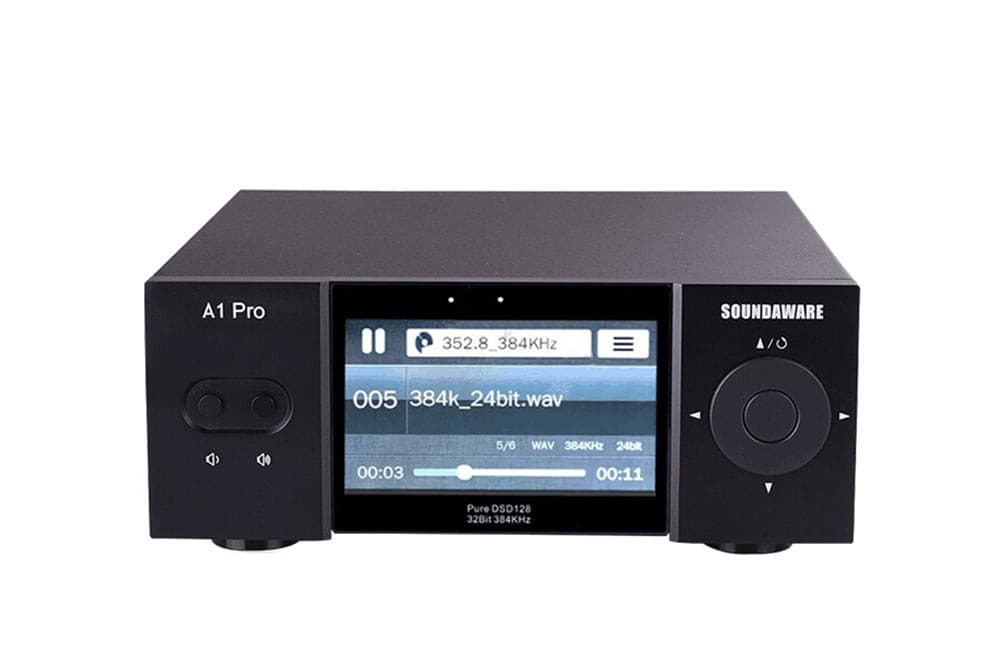 A1 Pro
SOUNDAWARE
352.8_384KHz
005 384k_24bit.wav
5/6 WAV 384KHz 24bit
00:03 00:11
Pure DSD128
32Bit 384KHz